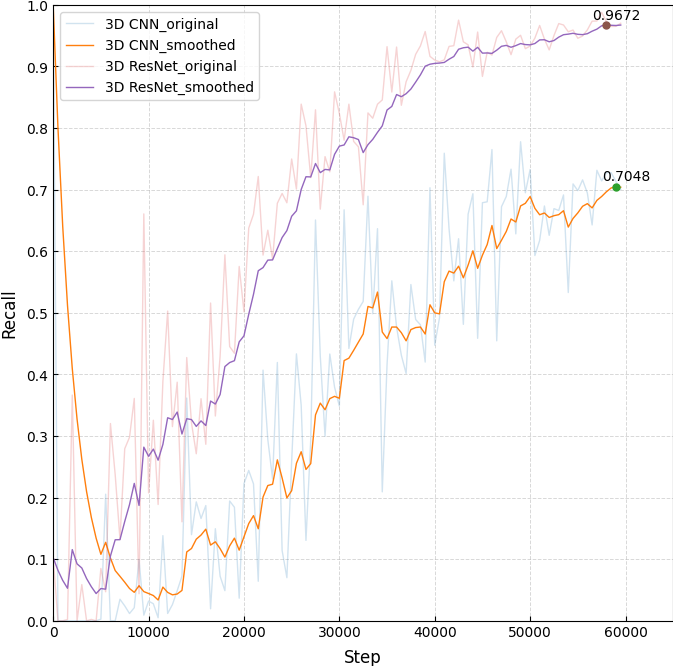 3D CNN_original
3D CNN_smoothed
3D ResNet_original
3D ResNet_smoothed
0.9672
0.7048
Recall
1.0
0.9
0.8
0.7
0.6
0.5
0.4
0.3
0.2
0.1
0.0
0 10000 20000 30000 40000 50000 60000
Step